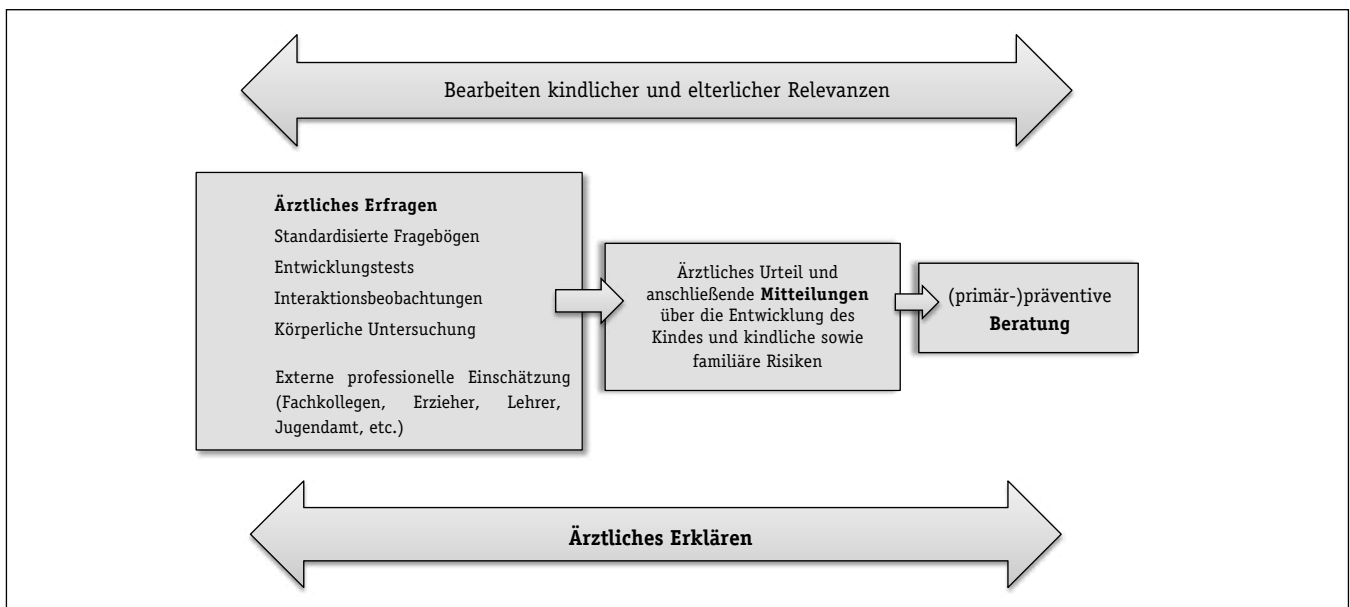 Bearbeiten kindlicher und elterlicher Relevanzen
Ärztliches Erfragen
Standardisierte Fragebögen
Entwicklungstests
Interaktionsbeobachtungen
Körperliche Untersuchung
Externe professionelle Einschätzung
(Fachkollegen, Erzieher, Lehrer,
Jugendamt, etc.)
Ärztliches Urteil und
anschließende Mitteilungen
über die Entwicklung des
Kindes und kindliche sowie
familiäre Risiken
(primär-)präventive
Beratung
Ärztliches Erklären